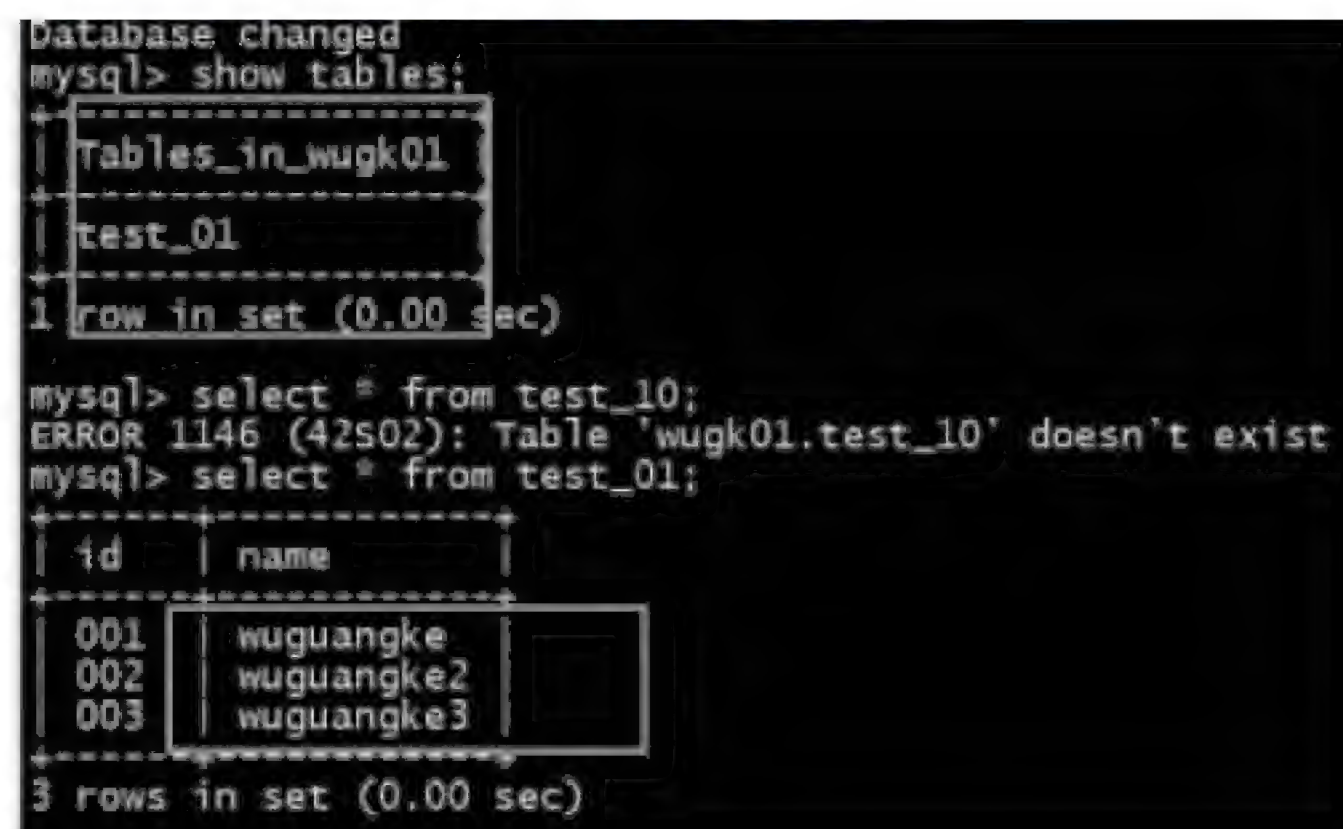 Database changed
mysql> show tables;
+------------------+
| Tables_in_wugk01 |
+------------------+
| test_01          |
+------------------+
1 row in set (0.00 sec)
mysql> select * from test_10;
ERROR 1146 (42S02): Table 'wugk01.test_10' doesn't exist
mysql> select * from test_01;
+------+------------+
| id   | name       |
+------+------------+
| 001  | wuguangke  |
| 002  | wuguangke2 |
| 003  | wuguangke3 |
+------+------------+
3 rows in set (0.00 sec)